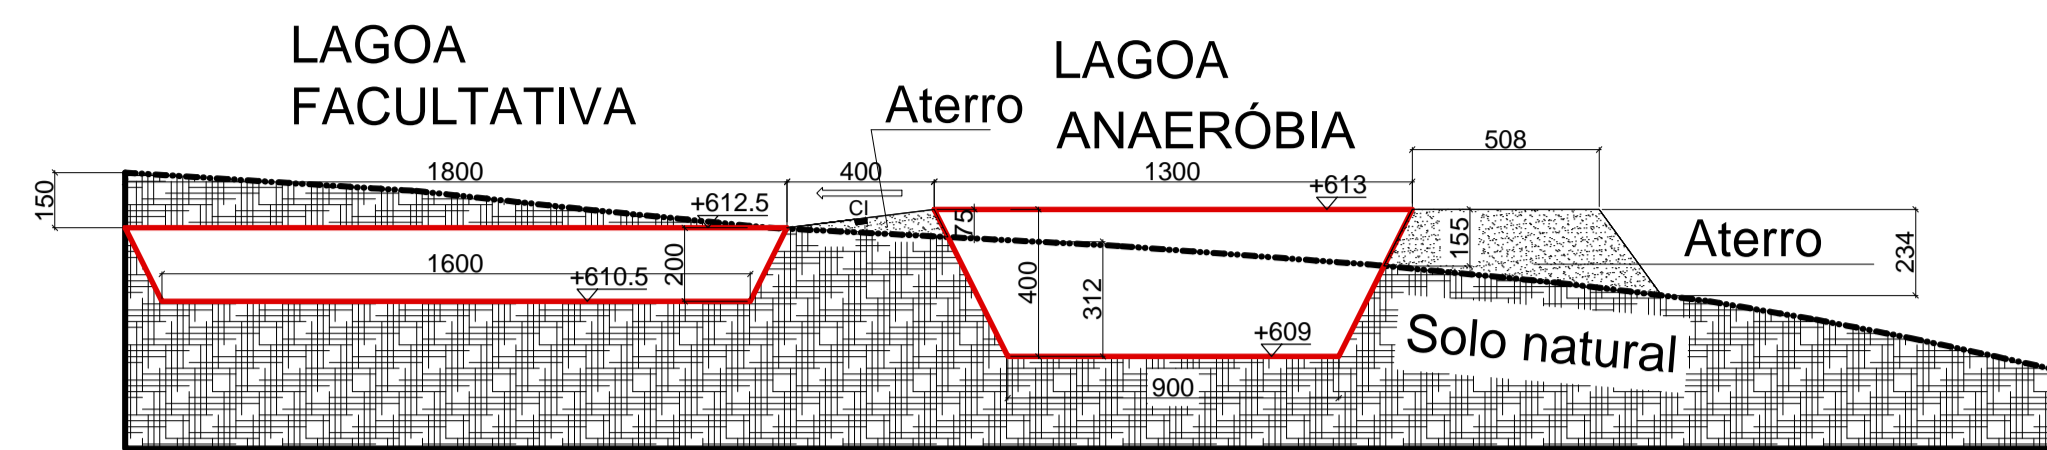 LAGOA
FACULTATIVA
LAGOA
ANAERÓBIA
Aterro
508
1800
400
1300
150
+612.5
CI
+613
75
155
Aterro
234
1600
+610.5
200
400
312
+609
Solo natural
900